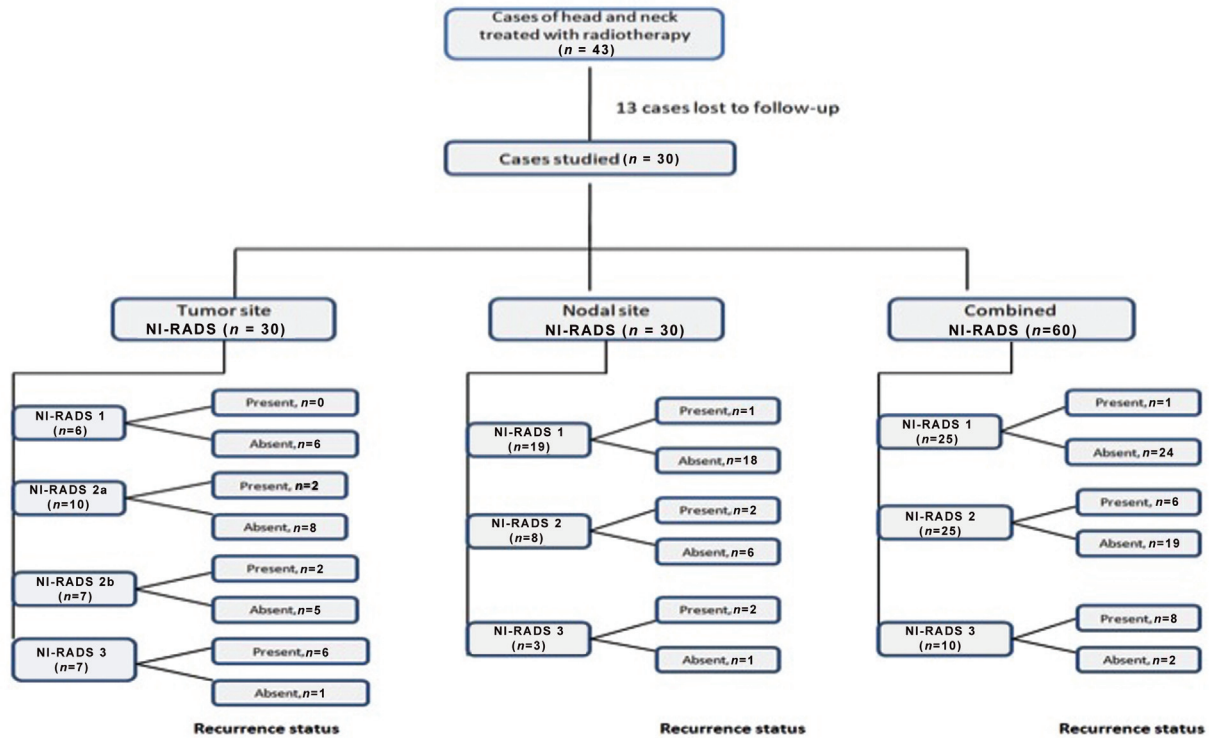 Cases of head and neck
treated with radiotherapy
(n = 43)
13 cases lost to follow-up
Cases studied (n = 30)
Tumor site
NI-RADS (n = 30)
Nodal site
NI-RADS (n = 30)
Combined
NI-RADS (n=60)
NI-RADS 1
(n=6)
Present, n=0
Absent, n=6
NI-RADS 2a
(n=10)
Present, n=2
Absent, n=8
NI-RADS 2b
(n=7)
Present, n=2
Absent, n=5
NI-RADS 3
(n=7)
Present, n=6
Absent, n=1
Recurrence status
NI-RADS 1
(n=19)
Present, n=1
Absent, n=18
NI-RADS 2
(n=8)
Present, n=2
Absent, n=6
NI-RADS 3
(n=3)
Present, n=2
Absent, n=1
Recurrence status
NI-RADS 1
(n=25)
Present, n=1
Absent, n=24
NI-RADS 2
(n=25)
Present, n=6
Absent, n=19
NI-RADS 3
(n=10)
Present, n=8
Absent, n=2
Recurrence status